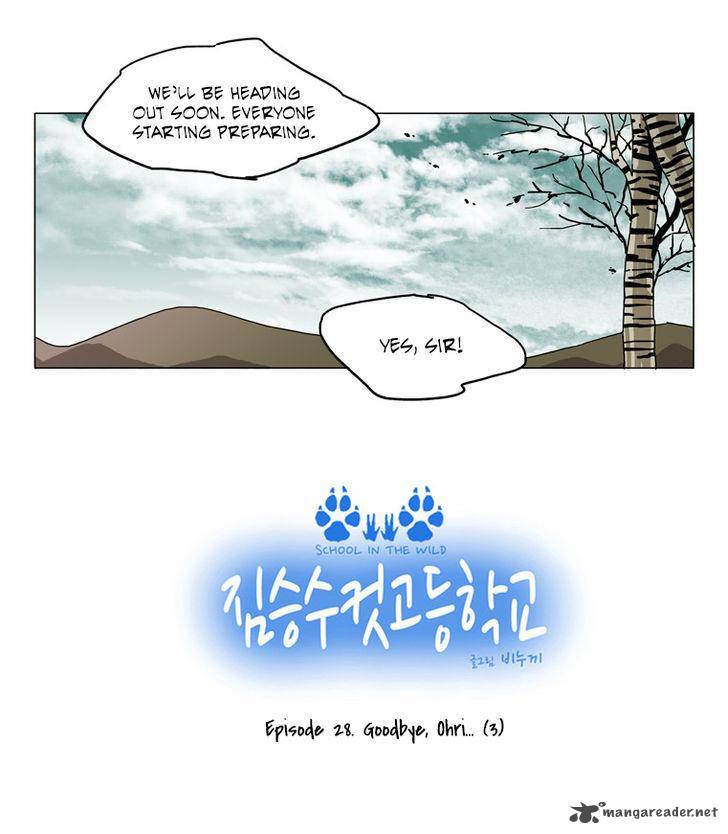 WE'LL BE HEADING
OUT SOON. EVERYONE
STARTING PREPARING.
YES, SIR!
SCHOOL IN THE WILD
짐승수컷고등학교
글그림 비누끼
Episode 28. Goodbye, Ohri... (3)
mangareader.net